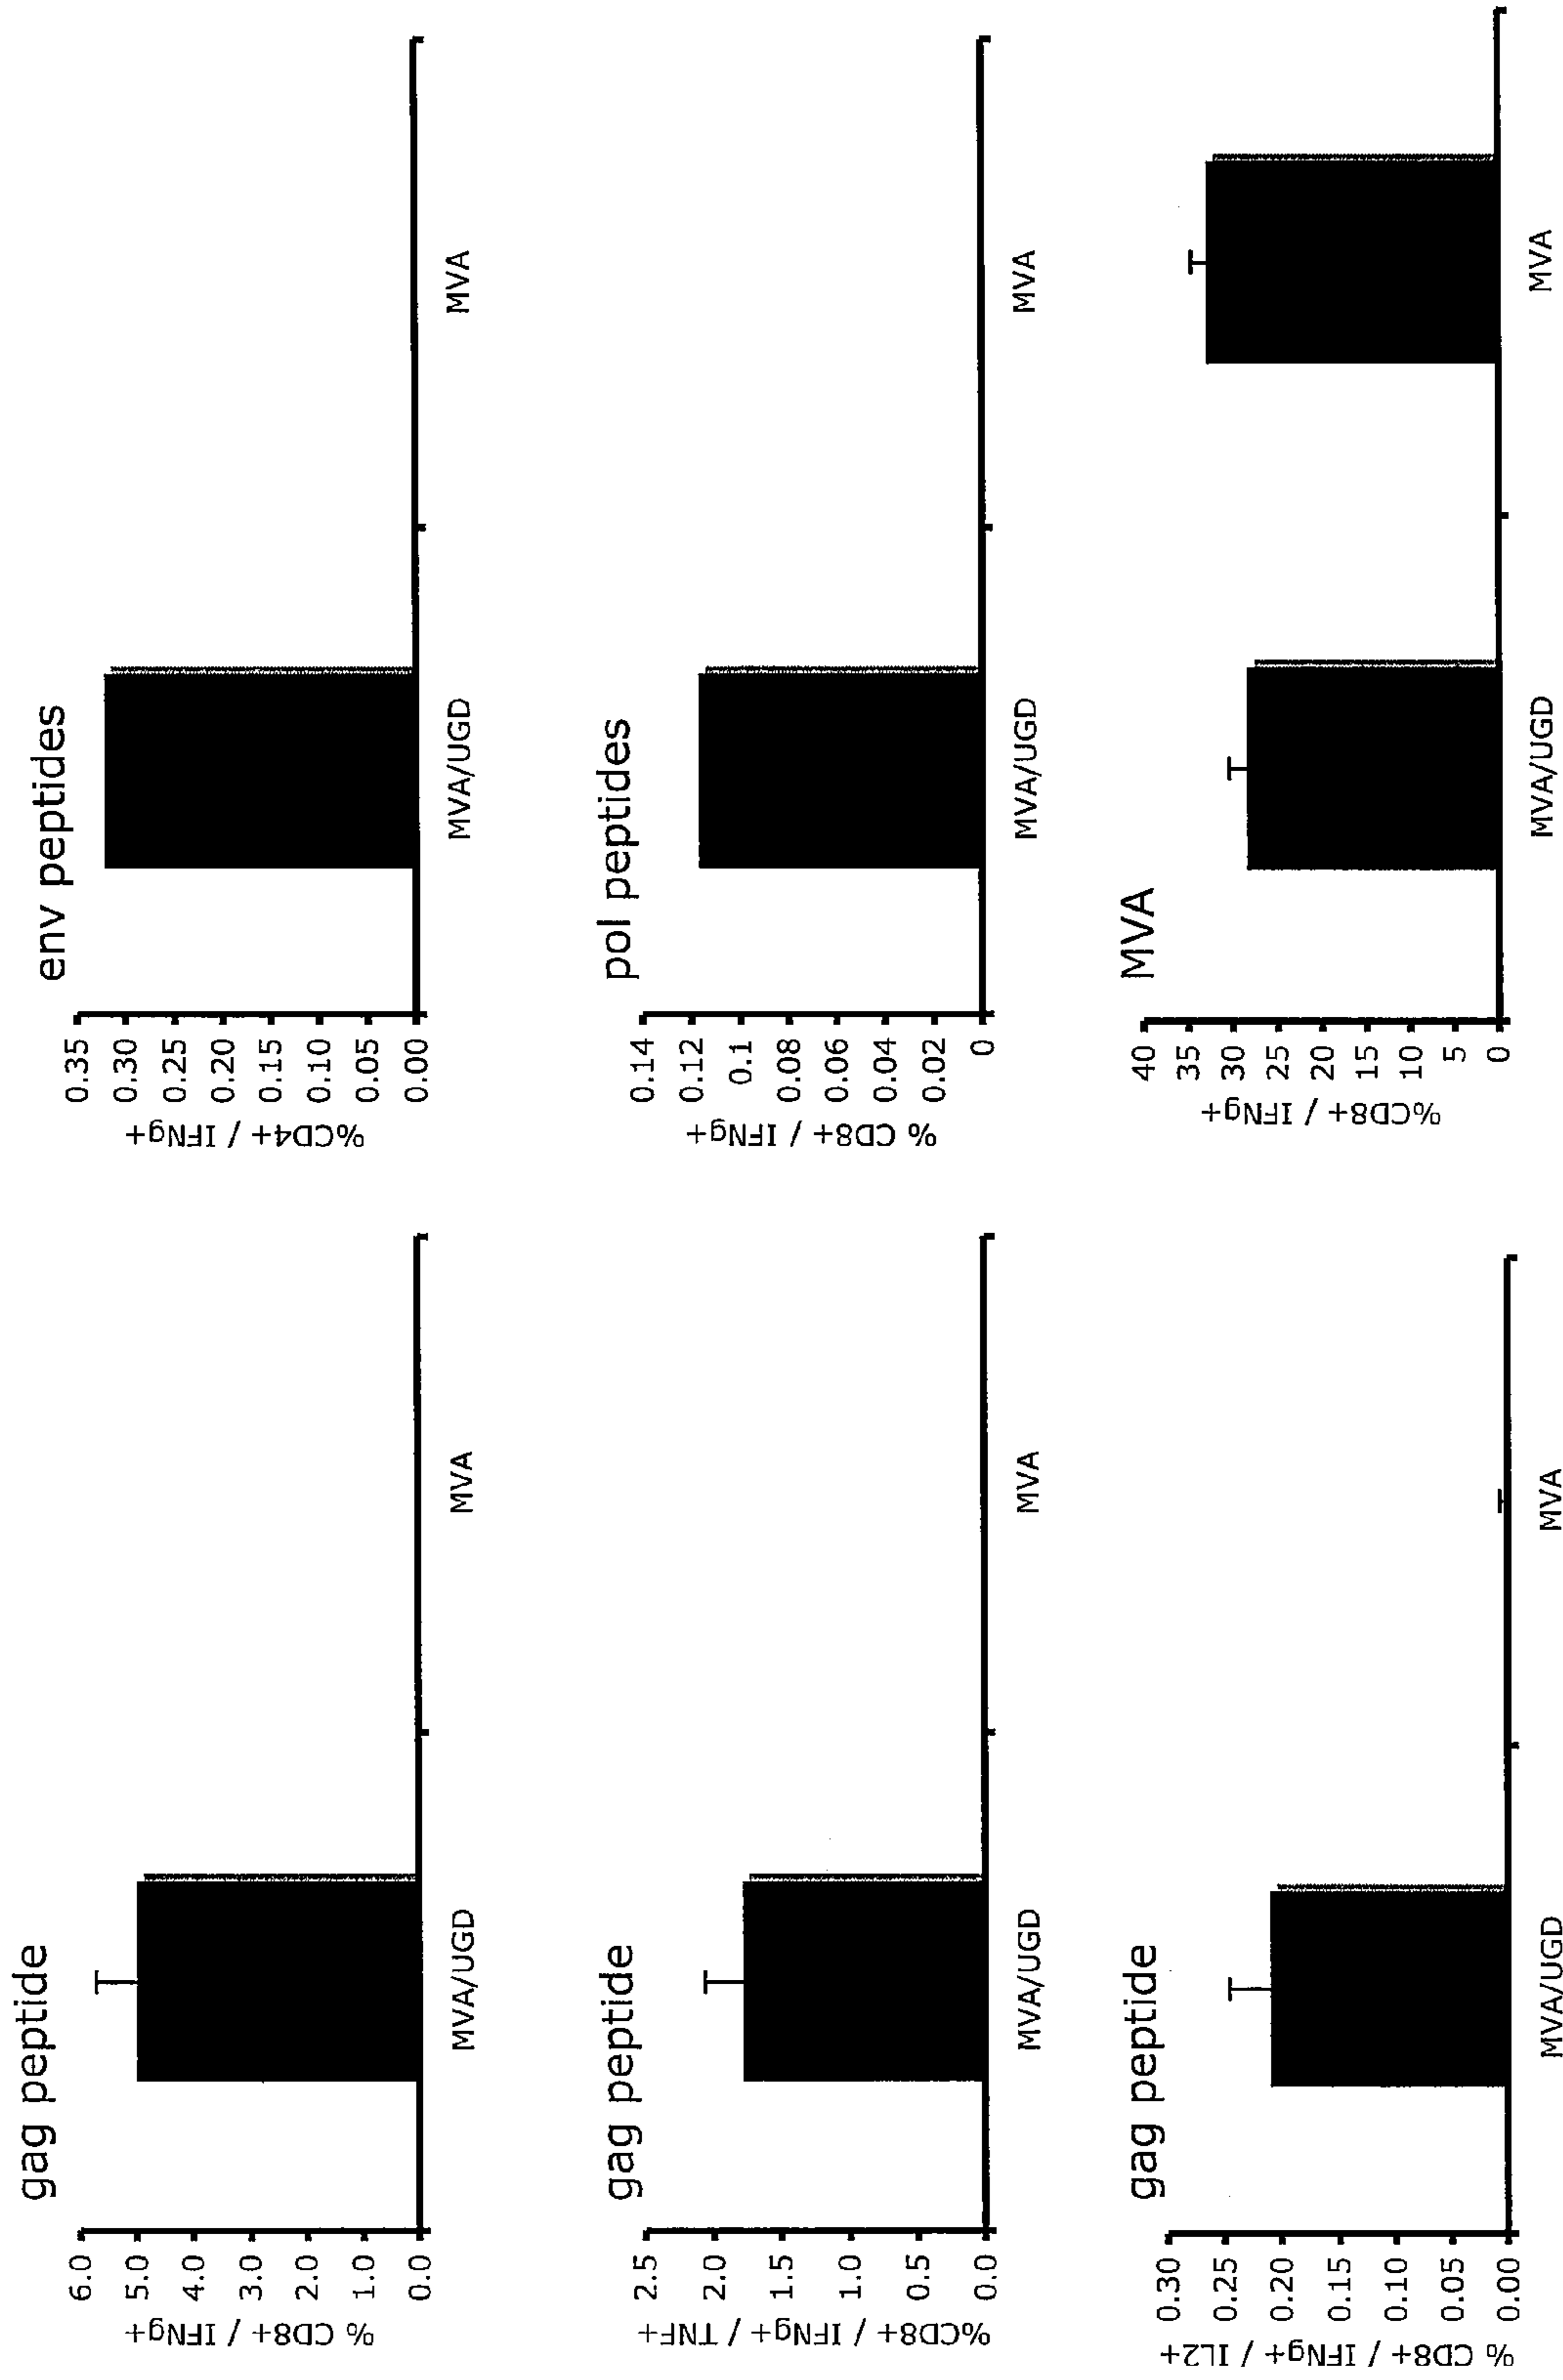 gag peptide
% CD8+ / IFNg+
6.0
5.0
4.0
3.0
2.0
1.0
0.0
MVA/UGD
MVA
env peptides
%CD4+ / IFNg+
0.35
0.30
0.25
0.20
0.15
0.10
0.05
0.00
MVA/UGD
MVA
gag peptide
%CD8+ / IFNg+ / TNF+
2.5
2.0
1.5
1.0
0.5
0.0
MVA/UGD
MVA
pol peptides
% CD8+ / IFNg+
0.14
0.12
0.1
0.08
0.06
0.04
0.02
0
MVA/UGD
MVA
gag peptide
% CD8+ / IFNg+ / IL2+
0.30
0.25
0.20
0.15
0.10
0.05
0.00
MVA/UGD
MVA
MVA
%CD8+ / IFNg+
40
35
30
25
20
15
10
5
0
MVA/UGD
MVA